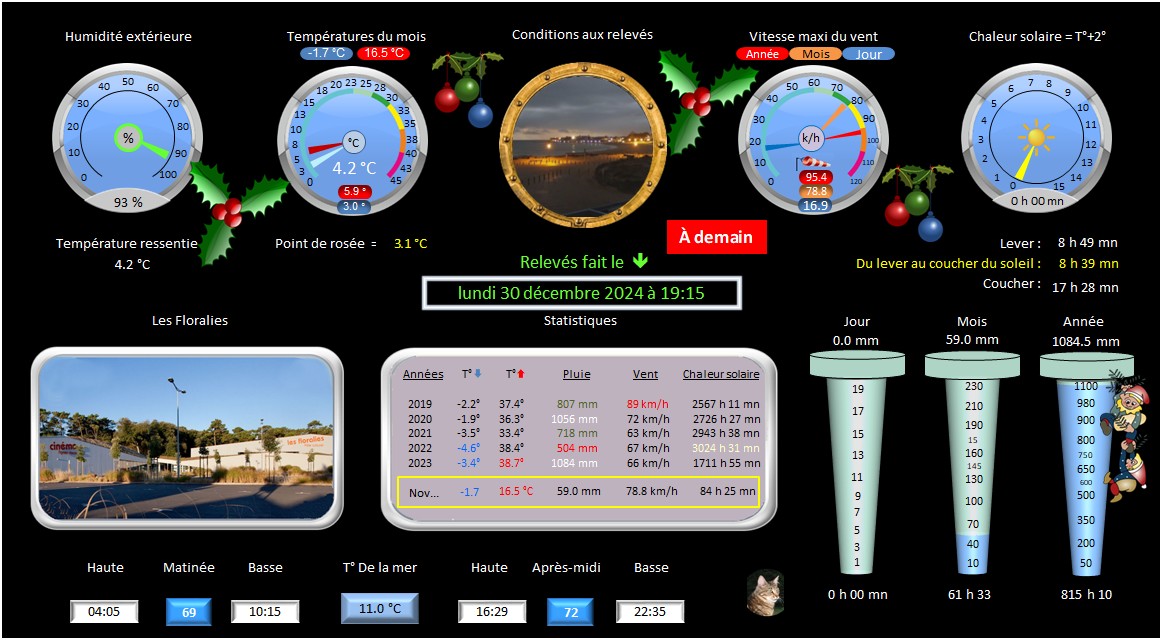 Humidité extérieure
Températures du mois
Conditions aux relevés
Vitesse maxi du vent
Chaleur solaire = T°+2°
-1.7 °C 16.5 °C
Année Mois Jour
0 10 20 30 40 50 60 70 80 90 100
%
93 %
0 3 5 8 10 13 15 18 20 23 25 28 30 33 35 38 40 43 45
°C
4.2 °C
5.9 °
3.0 °
0 10 20 30 40 50 60 70 80 90 100 110 120
k/h
95.4
78.8
16.9
0 1 2 3 4 5 6 7 8 9 10 11 12 13 14 15
0 h 00 mn
Température ressentie
4.2 °C
Point de rosée = 3.1 °C
À demain
Relevés fait le
lundi 30 décembre 2024 à 19:15
Lever : 8 h 49 mn
Du lever au coucher du soleil : 8 h 39 mn
Coucher : 17 h 28 mn
Les Floralies
cinéma
les floralies
Statistiques
Années T° T° Pluie Vent Chaleur solaire
2019 -2.2° 37.4° 807 mm 89 km/h 2567 h 11 mn
2020 -1.9° 36.3° 1056 mm 72 km/h 2726 h 27 mn
2021 -3.5° 33.4° 718 mm 63 km/h 2943 h 38 mn
2022 -4.6° 38.4° 504 mm 67 km/h 3024 h 31 mn
2023 -3.4° 38.7° 1084 mm 66 km/h 1711 h 55 mn
Nov... -1.7 16.5 °C 59.0 mm 78.8 km/h 84 h 25 mn
Jour
0.0 mm
19
17
15
13
11
9
7
5
3
1
0 h 00 mn
Mois
59.0 mm
230
210
190
15
160
145
130
100
70
40
10
61 h 33
Année
1084.5 mm
1100
980
900
800
750
650
600
500
350
200
50
815 h 10
Haute Matinée Basse T° De la mer Haute Après-midi Basse
04:05 69 10:15 11.0 °C 16:29 72 22:35